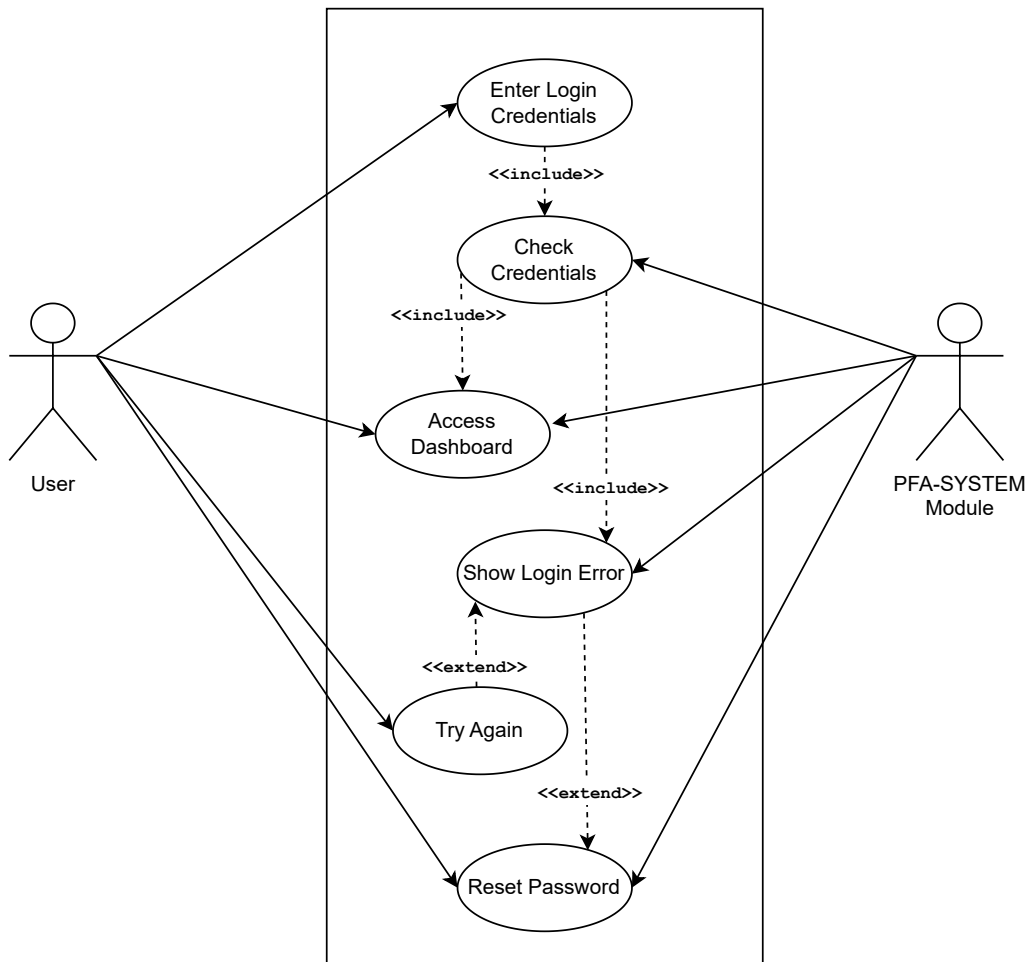 Enter Login
Credentials
<<include>>
Check
Credentials
<<include>>
Access
Dashboard
User
PFA-SYSTEM
Module
<<include>>
Show Login Error
<<extend>>
Try Again
<<extend>>
Reset Password